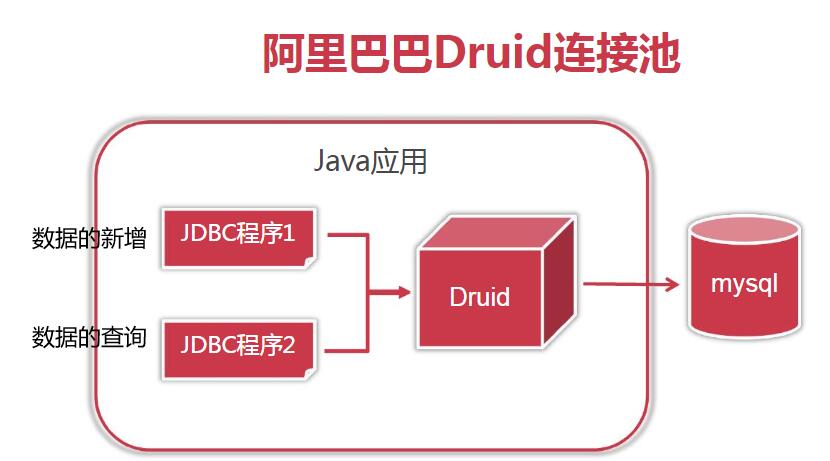 阿里巴巴Druid连接池
Java应用
数据的新增
JDBC程序1
Druid
mysql
数据的查询
JDBC程序2